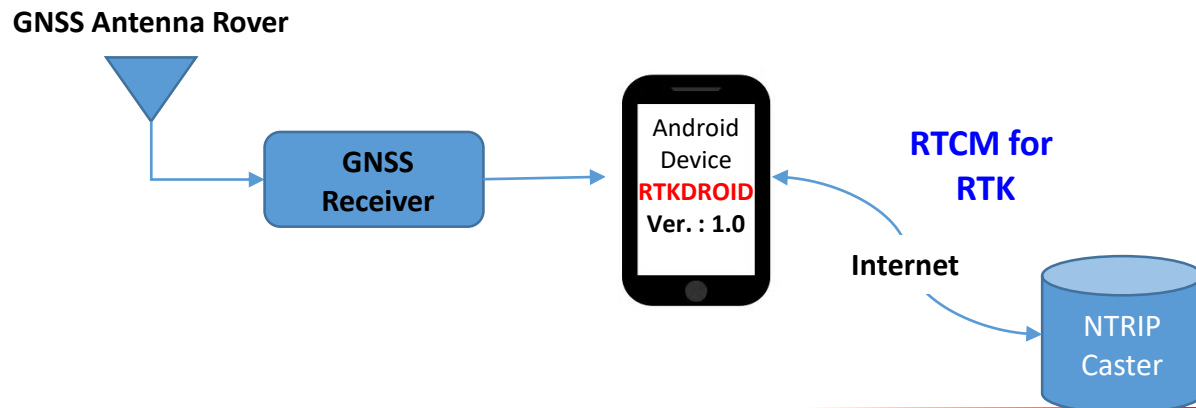 GNSS Antenna Rover
GNSS
Receiver
Android
Device
RTKDROID
Ver. : 1.0
RTCM for
RTK
Internet
NTRIP
Caster